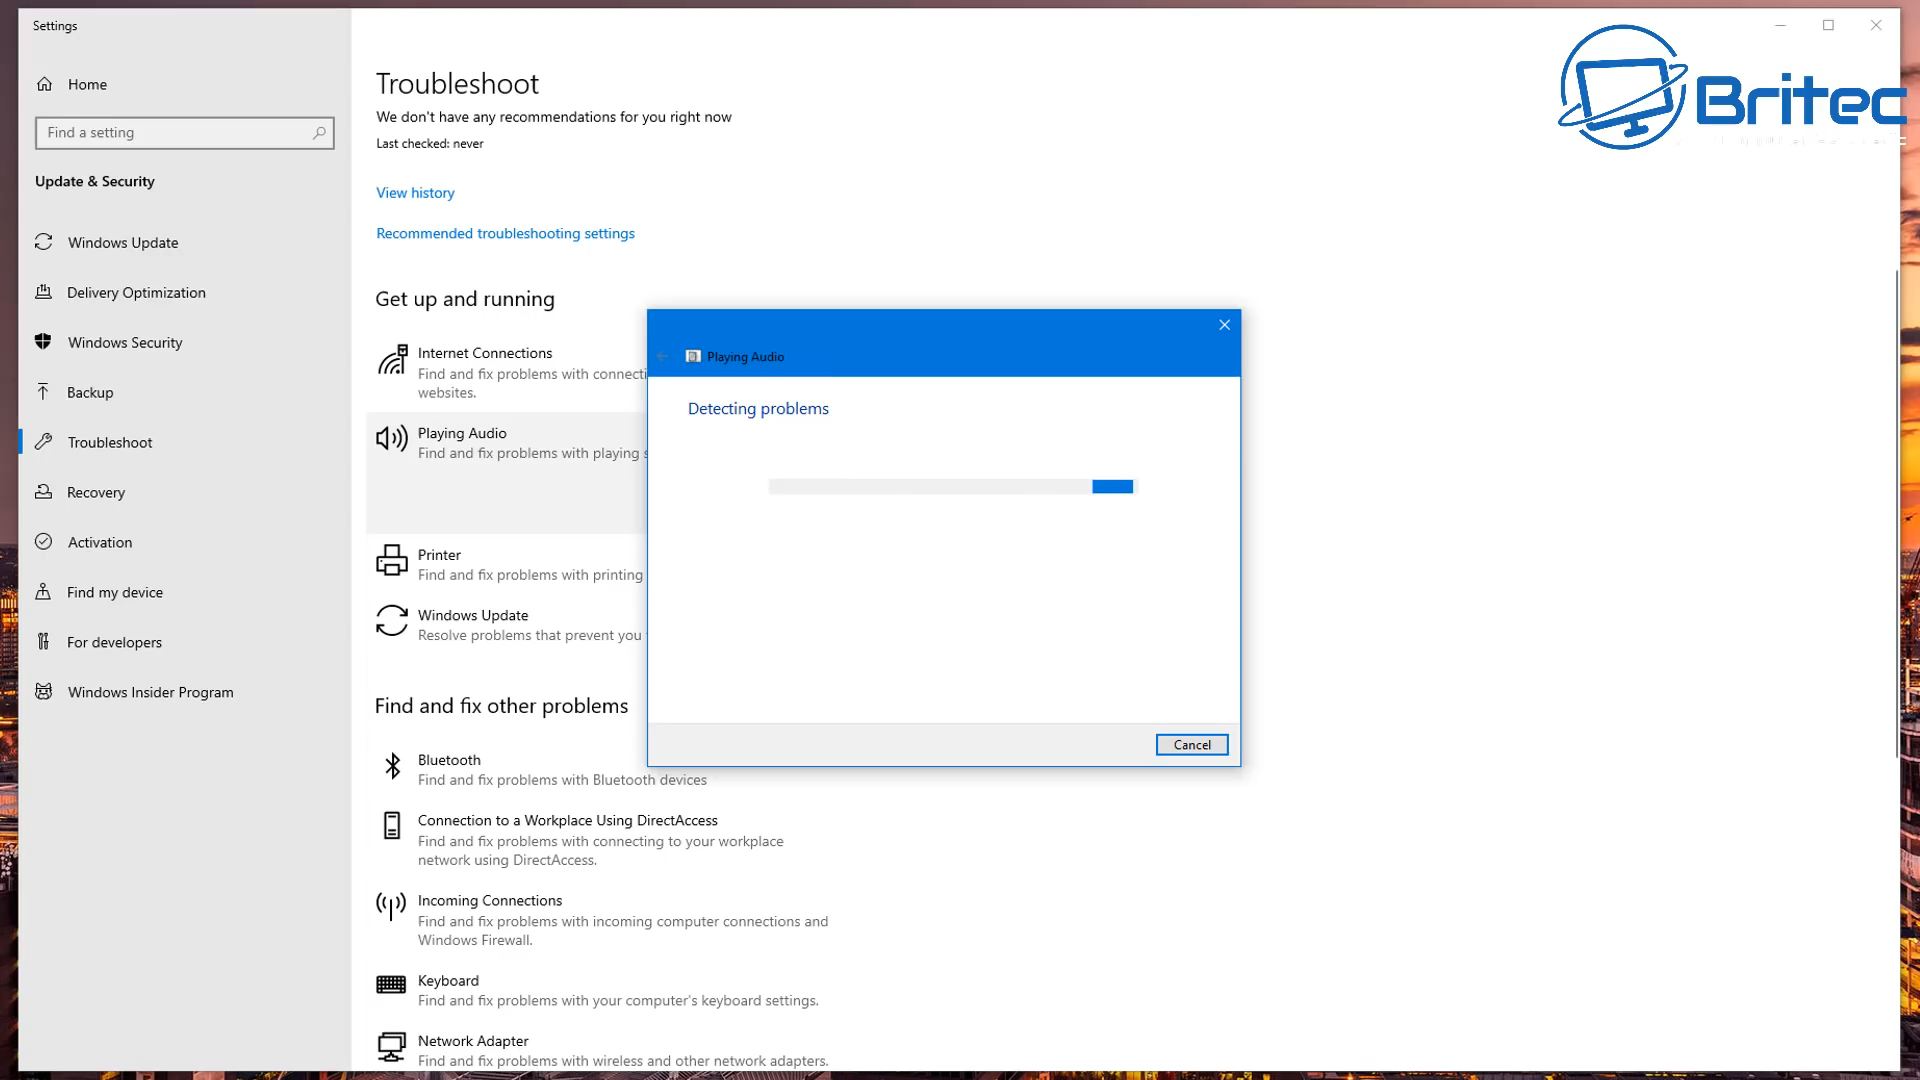 Settings
Home
Find a setting
Update & Security
Windows Update
Delivery Optimization
Windows Security
Backup
Troubleshoot
Recovery
Activation
Find my device
For developers
Windows Insider Program
Troubleshoot
We don't have any recommendations for you right now
Last checked: never
View history
Recommended troubleshooting settings
Get up and running
Internet Connections
Find and fix problems with connecti
websites.
Playing Audio
Find and fix problems with playing s
Printer
Find and fix problems with printing
Windows Update
Resolve problems that prevent you
Find and fix other problems
Bluetooth
Find and fix problems with Bluetooth devices
Connection to a Workplace Using DirectAccess
Find and fix problems with connecting to your workplace
network using DirectAccess.
Incoming Connections
Find and fix problems with incoming computer connections and
Windows Firewall.
Keyboard
Find and fix problems with your computer's keyboard settings.
Network Adapter
Find and fix problems with wireless and other network adapters.
Playing Audio
Detecting problems
Cancel
Britec